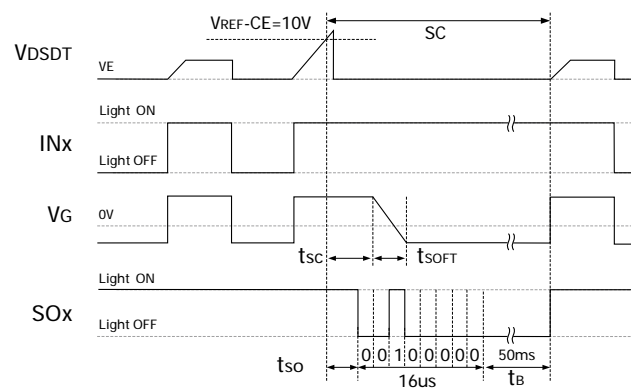 VREF-CE=10V
SC
VDSDT
VE
Light ON
INx
Light OFF
VG
0V
tSC
tSOFT
Light ON
SOx
Light OFF
0 0 1 0 0 0 0 0
50ms
tSO
16us
tB